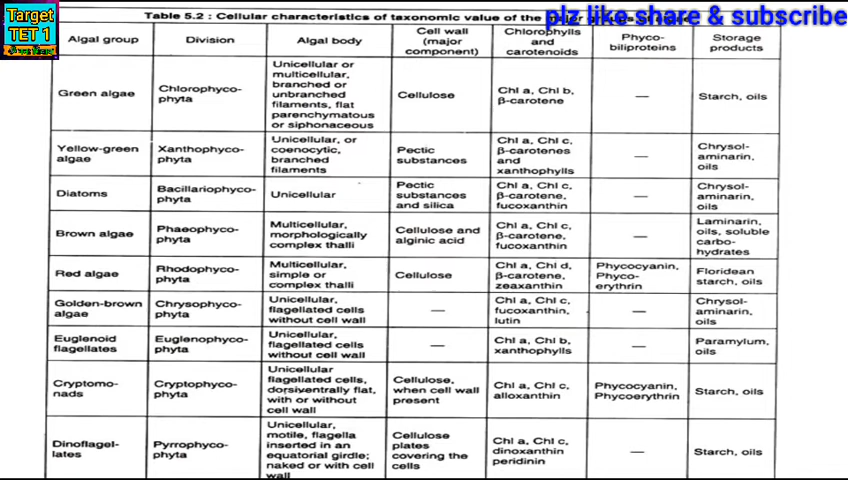 Target
TET 1
plz like share & subscribe
Table 5.2 : Cellular characteristics of taxonomic value of the
Algal group
Division
Algal body
Cell wall
(major
component)
Chlorophylls
and
carotenoids
Phyco-
biliproteins
Storage
products
Green algae
Chlorophyco-
phyta
Unicellular or
multicellular,
branched or
unbranched
filaments, flat
parenchymatous
or siphonaceous
Cellulose
Chl a, Chl b,
β-carotene
—
Starch, oils
Yellow-green
algae
Xanthophyco-
phyta
Unicellular, or
coenocytic,
branched
filaments
Pectic
substances
Chl a, Chl c,
β-carotenes
and
xanthophylls
—
Chrysol-
aminarin,
oils
Diatoms
Bacillariophyco-
phyta
Unicellular
Pectic
substances
and silica
Chl a, Chl c,
β-carotene,
fucoxanthin
—
Chrysol-
aminarin,
oils
Brown algae
Phaeophyco-
phyta
Multicellular,
morphologically
complex thalli
Cellulose and
alginic acid
Chl a, Chl c,
β-carotene,
fucoxanthin
—
Laminarin,
oils, soluble
carbo-
hydrates
Red algae
Rhodophyco-
phyta
Multicellular,
simple or
complex thalli
Cellulose
Chl a, Chl d,
β-carotene,
zeaxanthin
Phycocyanin,
Phyco-
erythrin
Floridean
starch, oils
Golden-brown
algae
Chrysophyco-
phyta
Unicellular,
flagellated cells
without cell wall
—
Chl a, Chl c,
fucoxanthin,
lutin
—
Chrysol-
aminarin,
oils
Euglenoid
flagellates
Euglenophyco-
phyta
Unicellular,
flagellated cells
without cell wall
—
Chl a, Chl b,
xanthophylls
—
Paramylum,
oils
Cryptomo-
nads
Cryptophyco-
phyta
Unicellular
flagellated cells,
dorsiventrally flat,
with or without
cell wall
Cellulose,
when cell wall
present
Chl a, Chl c,
alloxanthin
Phycocyanin,
Phycoerythrin
Starch, oils
Dinoflagel-
lates
Pyrrophyco-
phyta
Unicellular,
motile, flagella
inserted in an
equatorial girdle;
naked or with cell
wall
Cellulose
plates
covering the
cells
Chl a, Chl c,
dinoxanthin
peridinin
—
Starch, oils